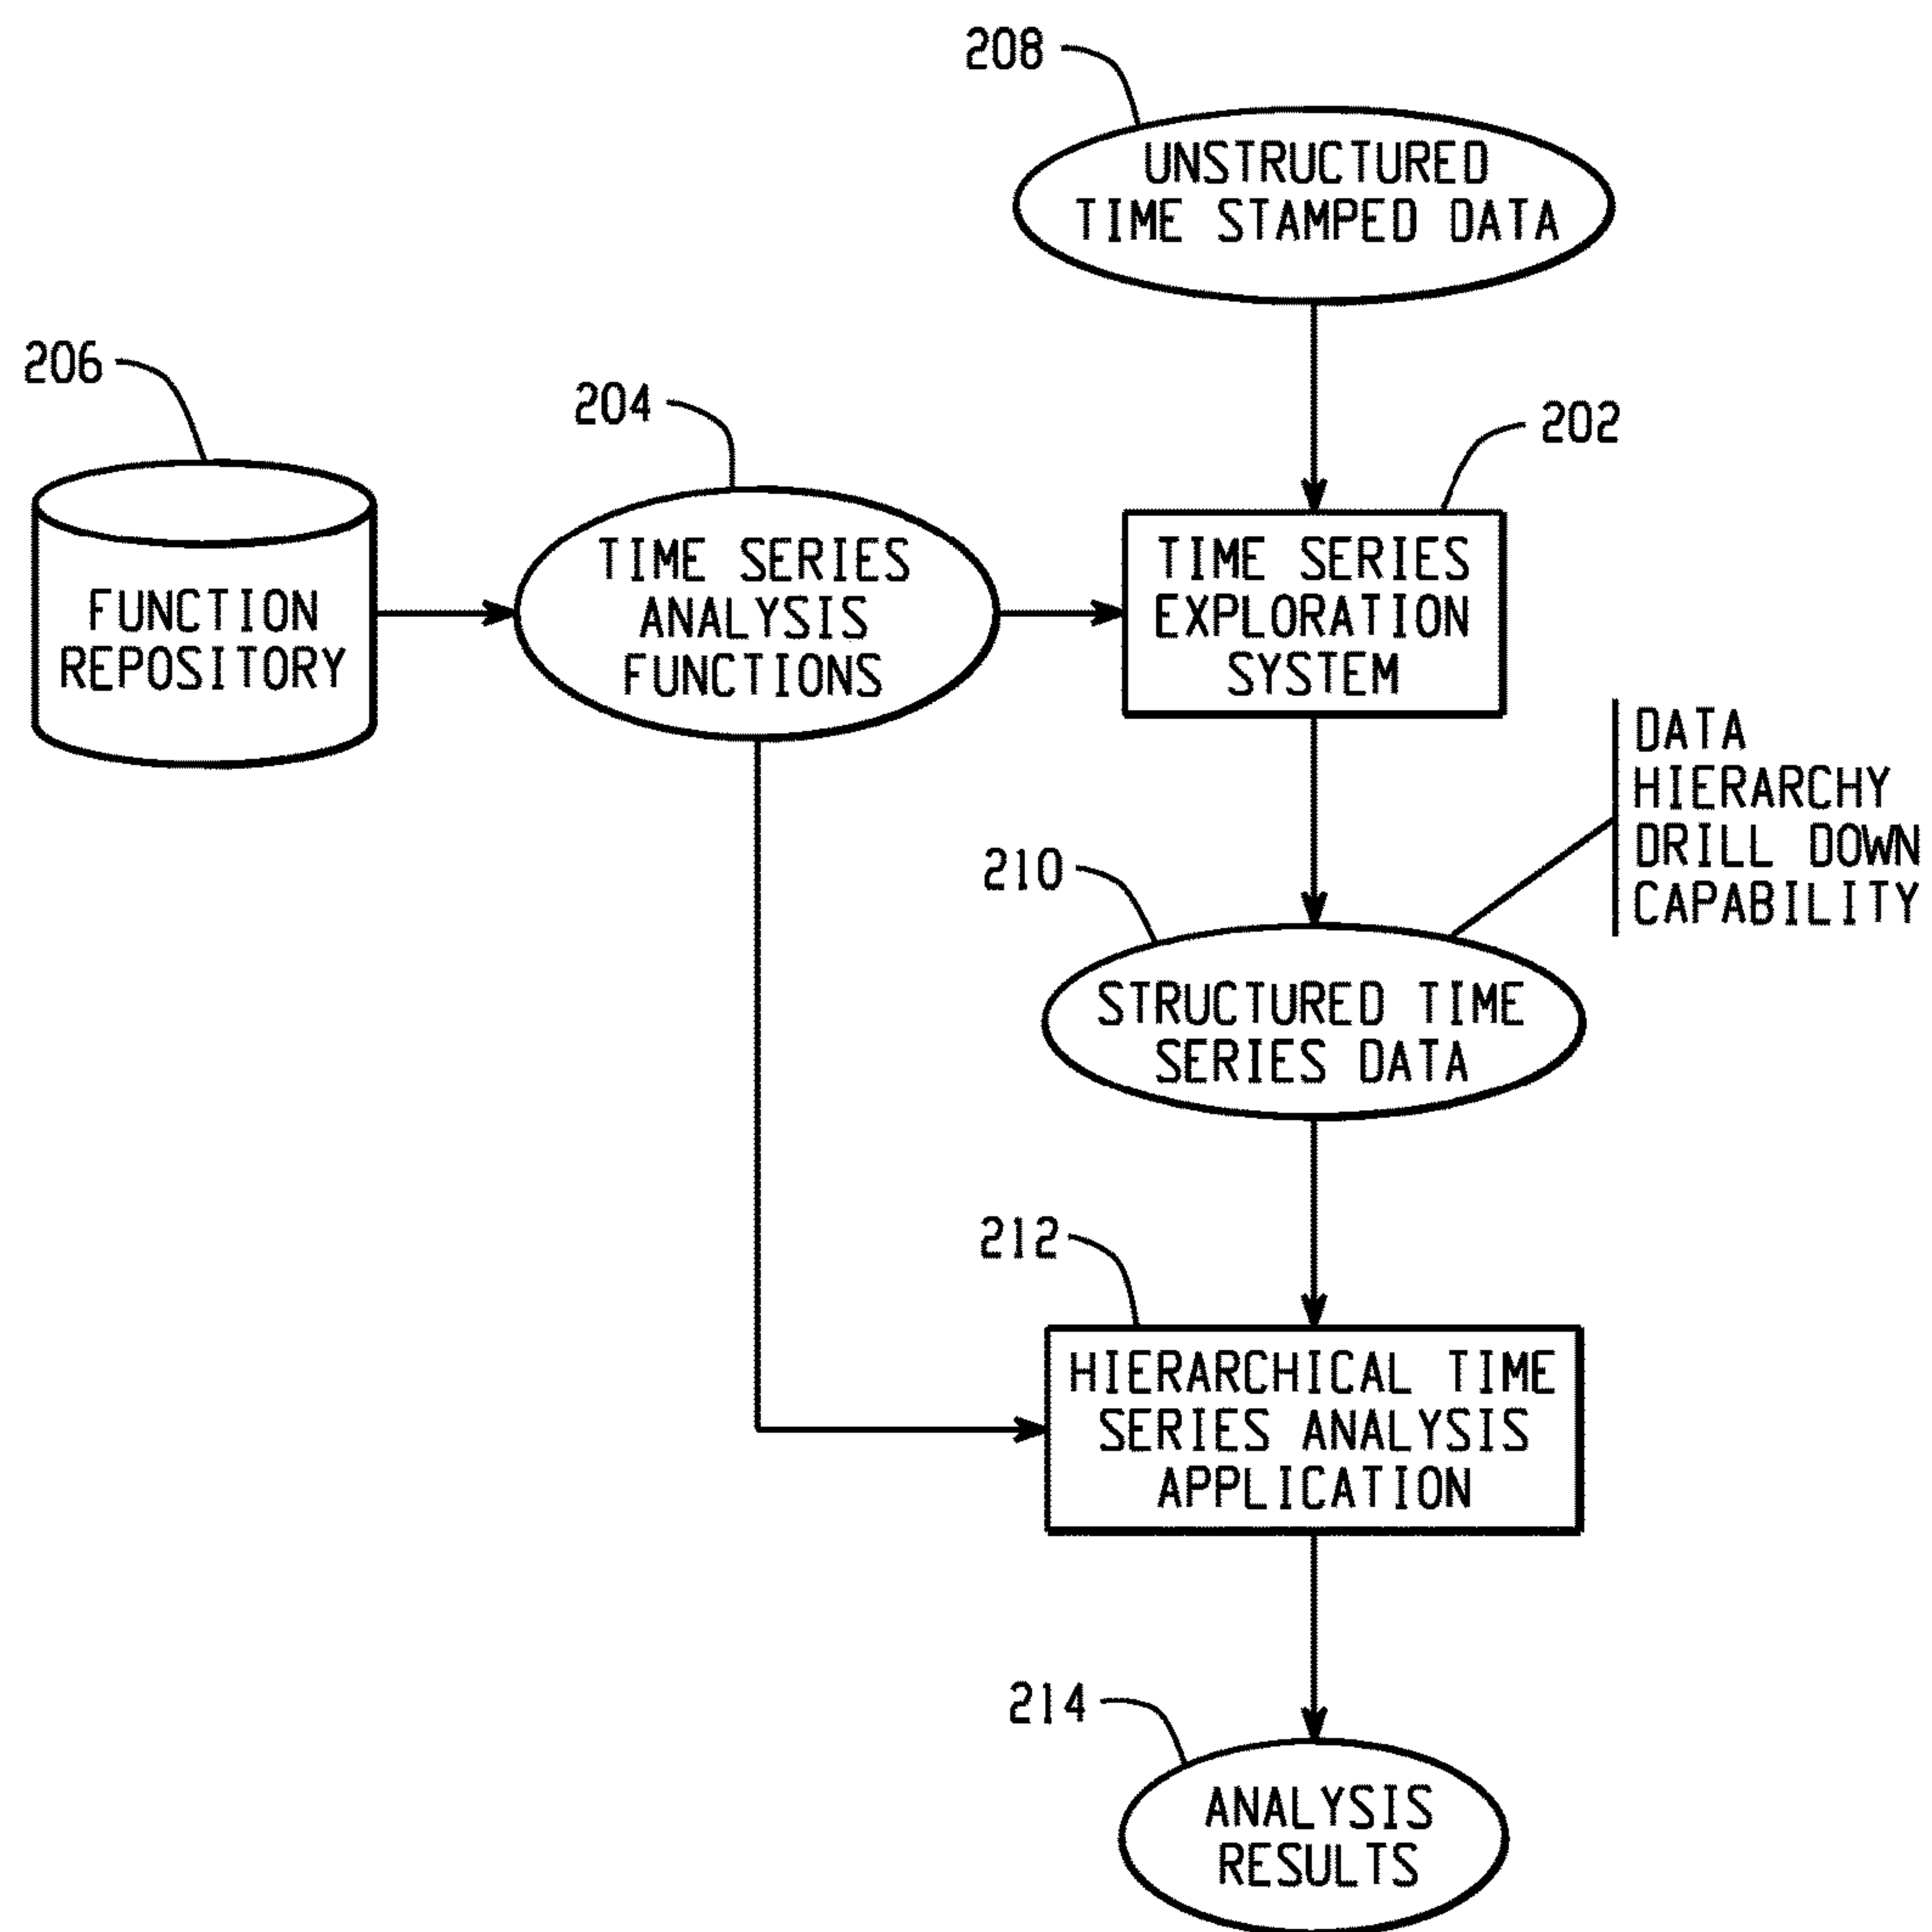 208
UNSTRUCTURED
TIME STAMPED DATA
206
204
202
FUNCTION
REPOSITORY
TIME SERIES
ANALYSIS
FUNCTIONS
TIME SERIES
EXPLORATION
SYSTEM
DATA
HIERARCHY
DRILL DOWN
CAPABILITY
210
STRUCTURED TIME
SERIES DATA
212
HIERARCHICAL TIME
SERIES ANALYSIS
APPLICATION
214
ANALYSIS
RESULTS